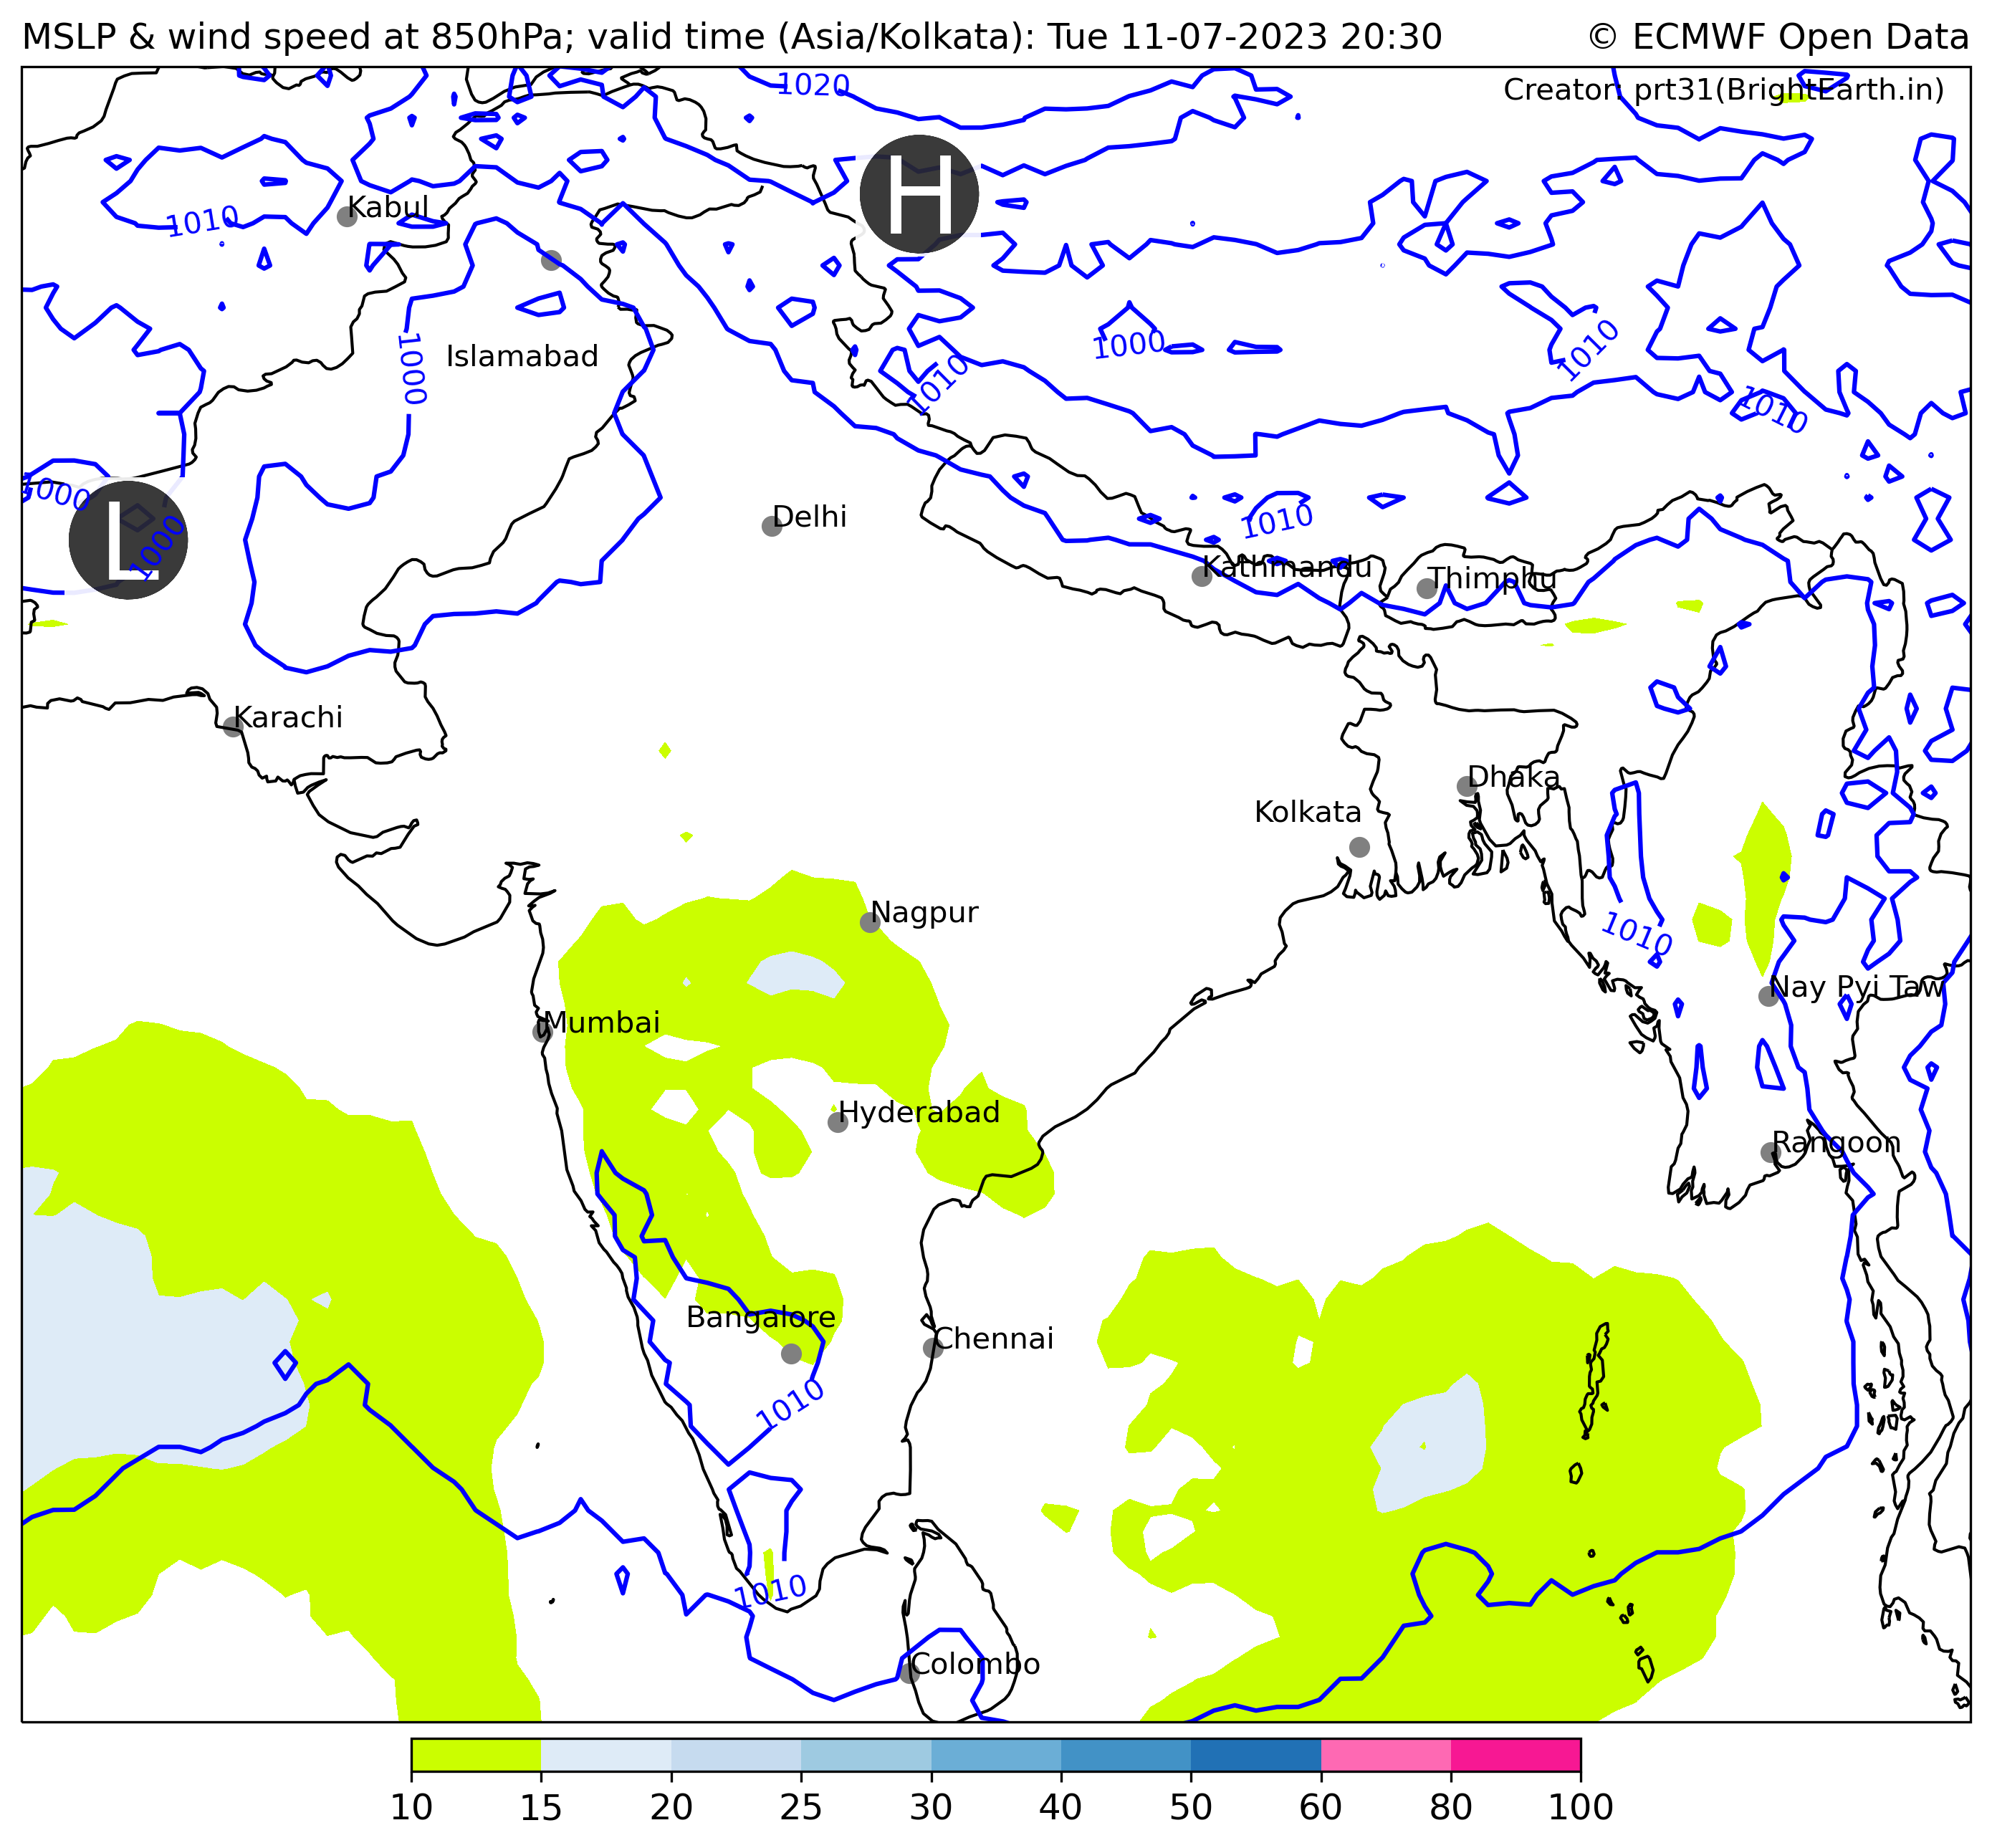 MSLP & wind speed at 850hPa; valid time (Asia/Kolkata): Tue 11-07-2023 20:30 © ECMWF Open Data
1020
Creator: prt31(BrightEarth.in)
H
1010
Kabul
1000
1010
1000
Islamabad
1010
1010
1000
L
1000
Delhi
1010
Kathmandu
Thimphu
Karachi
Dhaka
Kolkata
Nagpur
1010
Nay Pyi Taw
Mumbai
Hyderabad
Rangoon
Bangalore
Chennai
1010
1010
Colombo
10 15 20 25 30 40 50 60 80 100